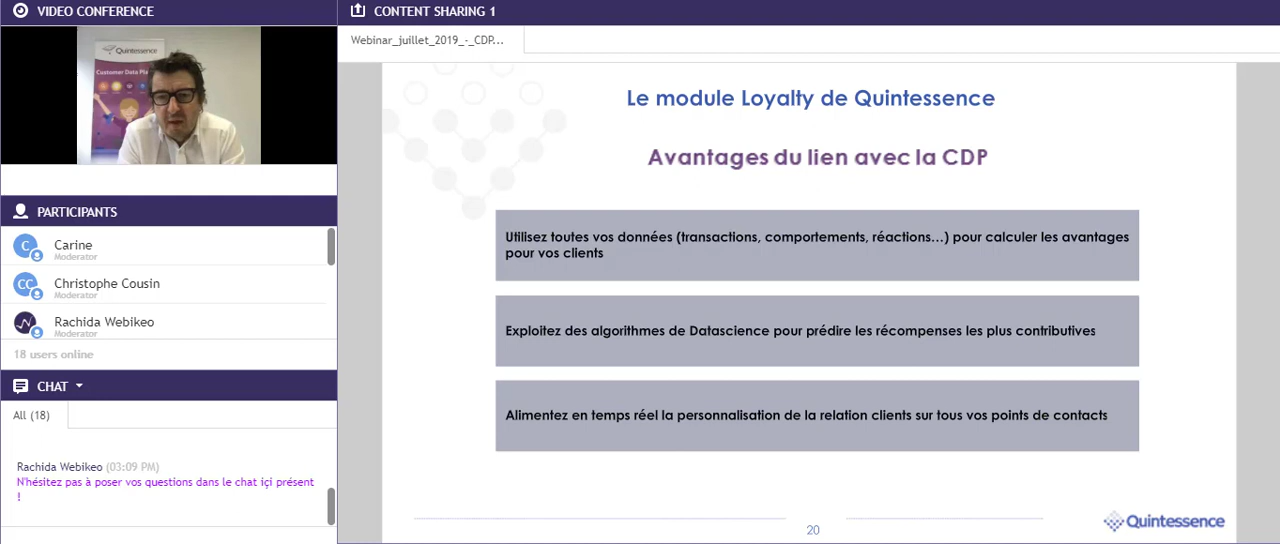 VIDEO CONFERENCE
Quintessence
PARTICIPANTS
C
Carine
Moderator
CC
Christophe Cousin
Moderator
Rachida Webikeo
Moderator
18 users online
CHAT
All (18)
Rachida Webikeo (03:09 PM)
N'hésitez pas à poser vos questions dans le chat içi présent
!
CONTENT SHARING 1
Webinar_juillet_2019_-_CDP...
Le module Loyalty de Quintessence
Avantages du lien avec la CDP
Utilisez toutes vos données (transactions, comportements, réactions...) pour calculer les avantages
pour vos clients
Exploitez des algorithmes de Datascience pour prédire les récompenses les plus contributives
Alimentez en temps réel la personnalisation de la relation clients sur tous vos points de contacts
20
Quintessence